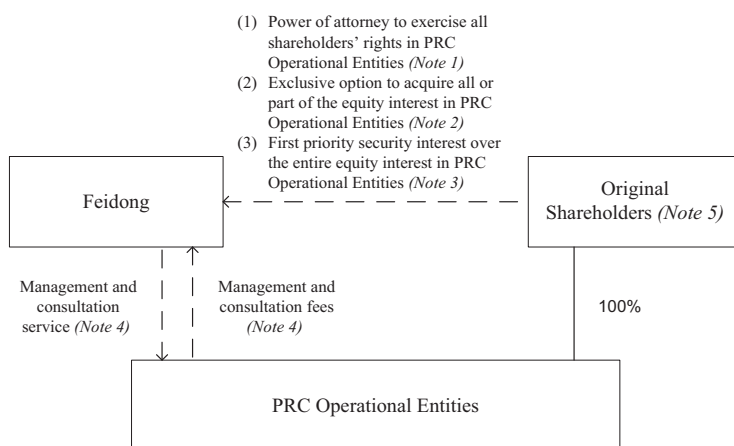 (1) Power of attorney to exercise all
shareholders’ rights in PRC
Operational Entities (Note 1)
(2) Exclusive option to acquire all or
part of the equity interest in PRC
Operational Entities (Note 2)
(3) First priority security interest over
the entire equity interest in PRC
Operational Entities (Note 3)
Feidong
Original
Shareholders (Note 5)
Management and
consultation
service (Note 4)
Management and
consultation fees
(Note 4)
100%
PRC Operational Entities